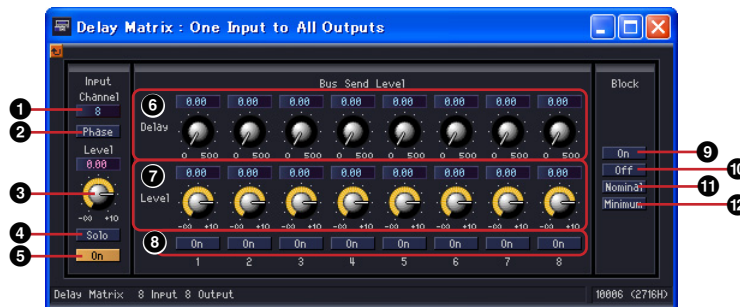 Delay Matrix : One Input to All Outputs
Input
Channel
8
Phase
Level
0.00
-∞ +10
Solo
On
Bus Send Level
0.00 0.00 0.00 0.00 0.00 0.00 0.00 0.00
Delay
0 500 0 500 0 500 0 500 0 500 0 500 0 500 0 500
0.00 0.00 0.00 0.00 0.00 0.00 0.00 0.00
Level
-∞ +10 -∞ +10 -∞ +10 -∞ +10 -∞ +10 -∞ +10 -∞ +10 -∞ +10
On On On On On On On On
1 2 3 4 5 6 7 8
Block
On
Off
Nominal
Minimum
Delay Matrix 8 Input 8 Output
10006 (2716H)
1
2
3
4
5
6
7
8
9
10
11
12